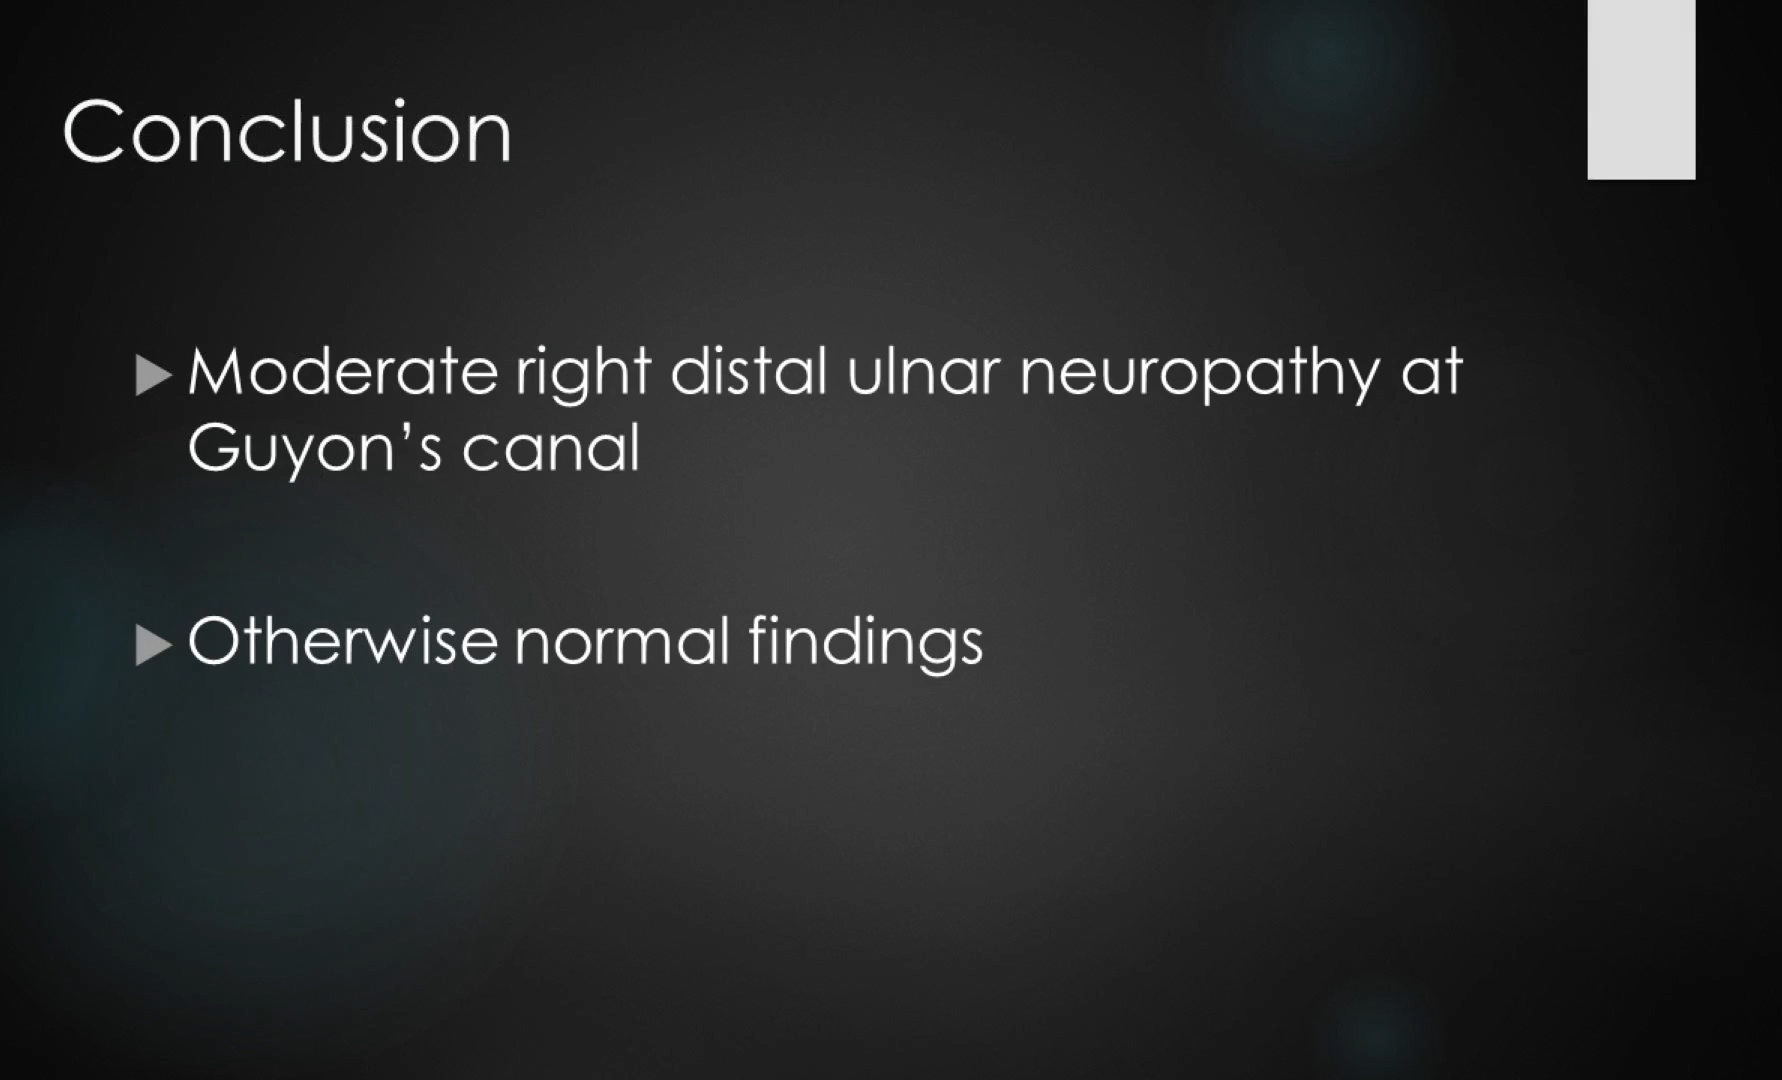 Conclusion
Moderate right distal ulnar neuropathy at
Guyon’s canal
Otherwise normal findings